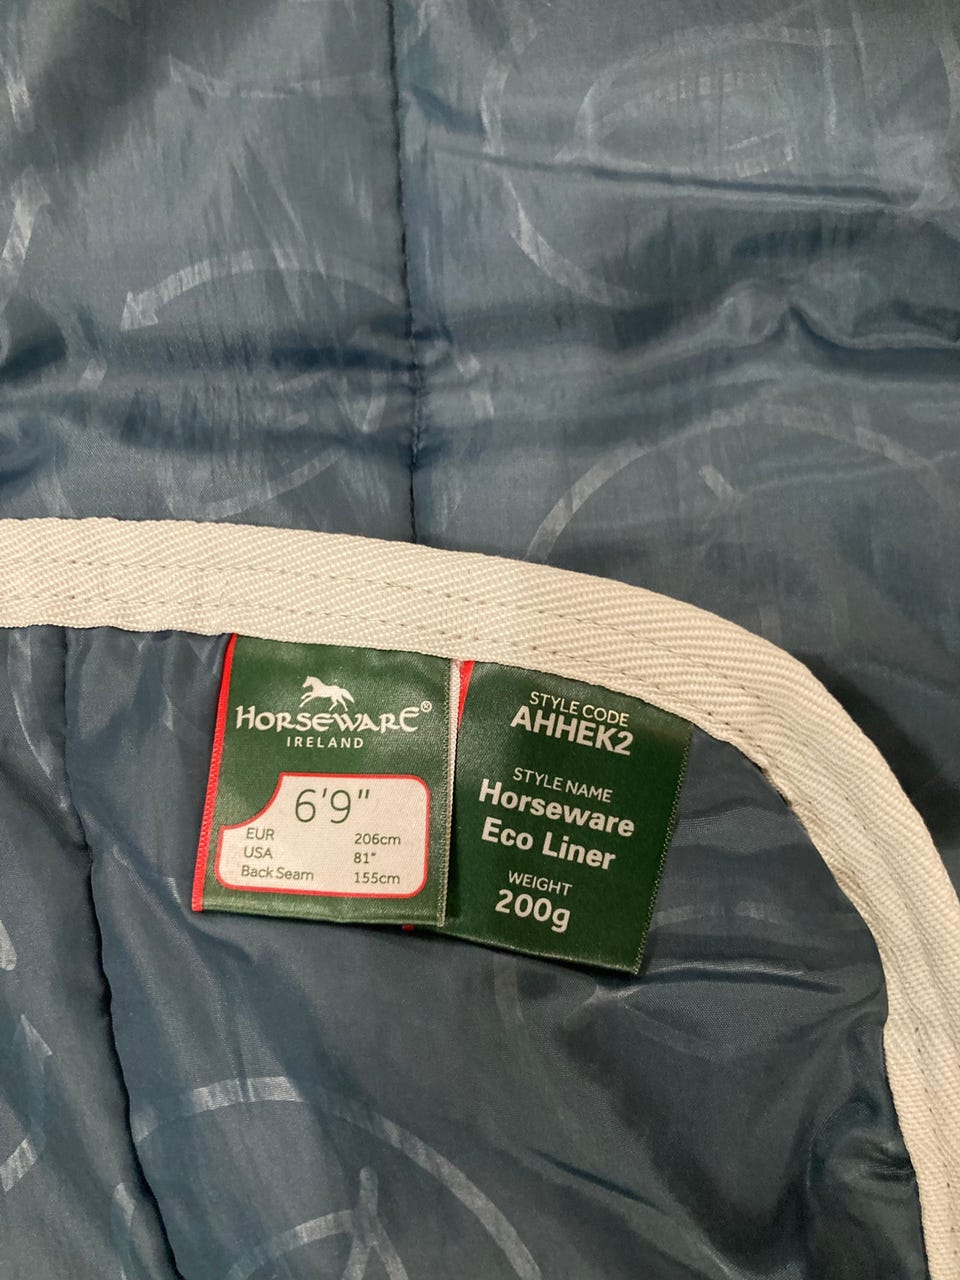 HORSEWARE®
IRELAND
6'9"
EUR 206cm
USA 81"
Back Seam 155cm
STYLE CODE
AHHEK2
STYLE NAME
Horseware
Eco Liner
WEIGHT
200g